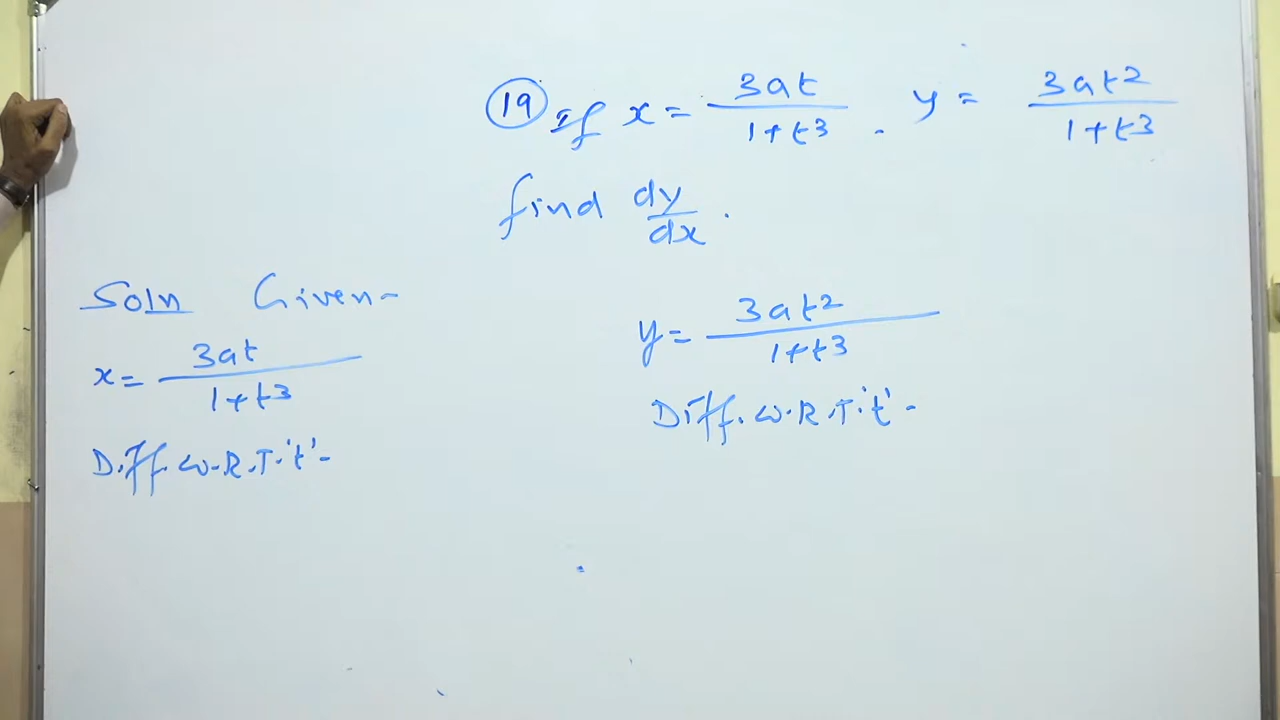 19 If x = 3at / 1+t3 . y = 3at2 / 1+t3
find dy/dx .
Soln Given-
x = 3at / 1+t3
Diff. W.R.T.'t' -
y = 3at2 / 1+t3
Diff. W.R.T.'t' -